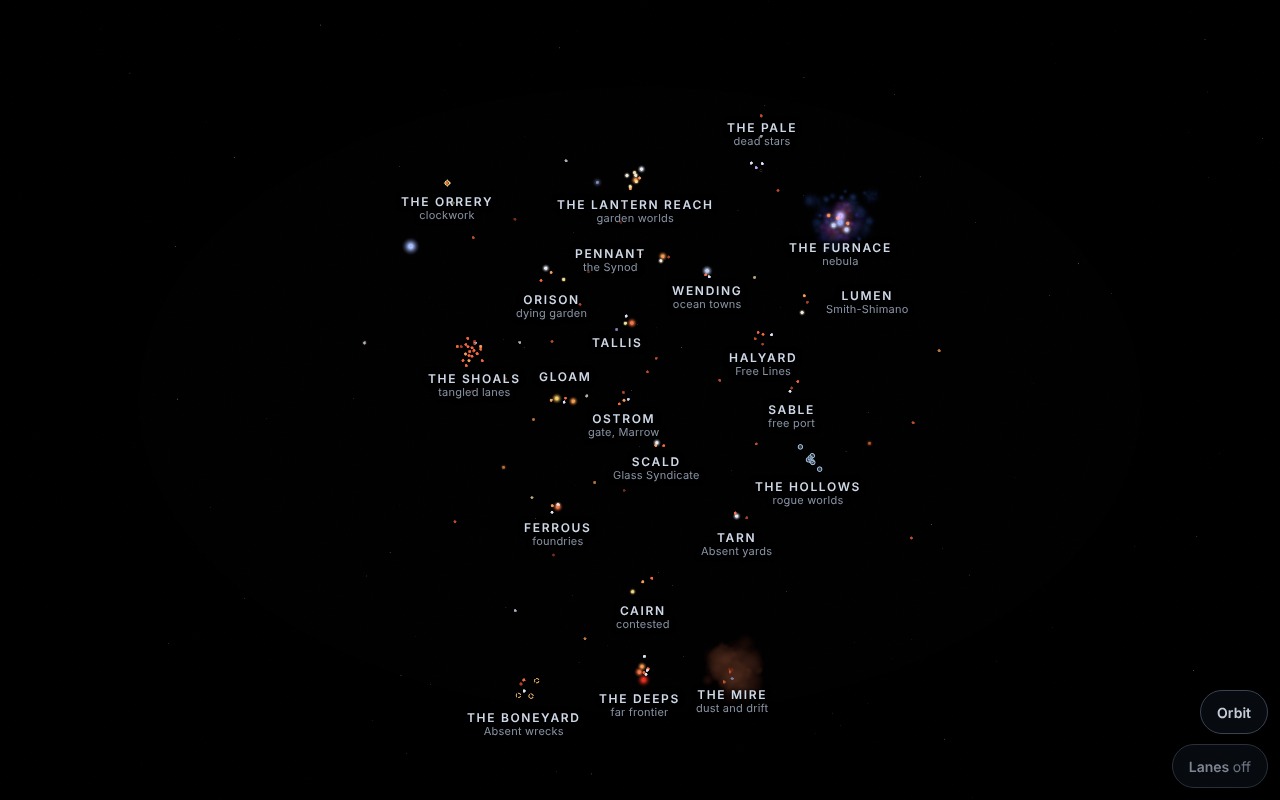 THE PALE
dead stars
THE ORRERY
clockwork
THE LANTERN REACH
garden worlds
THE FURNACE
nebula
PENNANT
the Synod
WENDING
ocean towns
ORISON
dying garden
LUMEN
Smith-Shimano
TALLIS
HALYARD
Free Lines
THE SHOALS
tangled lanes
GLOAM
OSTROM
gate, Marrow
SABLE
free port
SCALD
Glass Syndicate
THE HOLLOWS
rogue worlds
FERROUS
foundries
TARN
Absent yards
CAIRN
contested
THE DEEPS
far frontier
THE MIRE
dust and drift
THE BONEYARD
Absent wrecks
Orbit
Lanes off